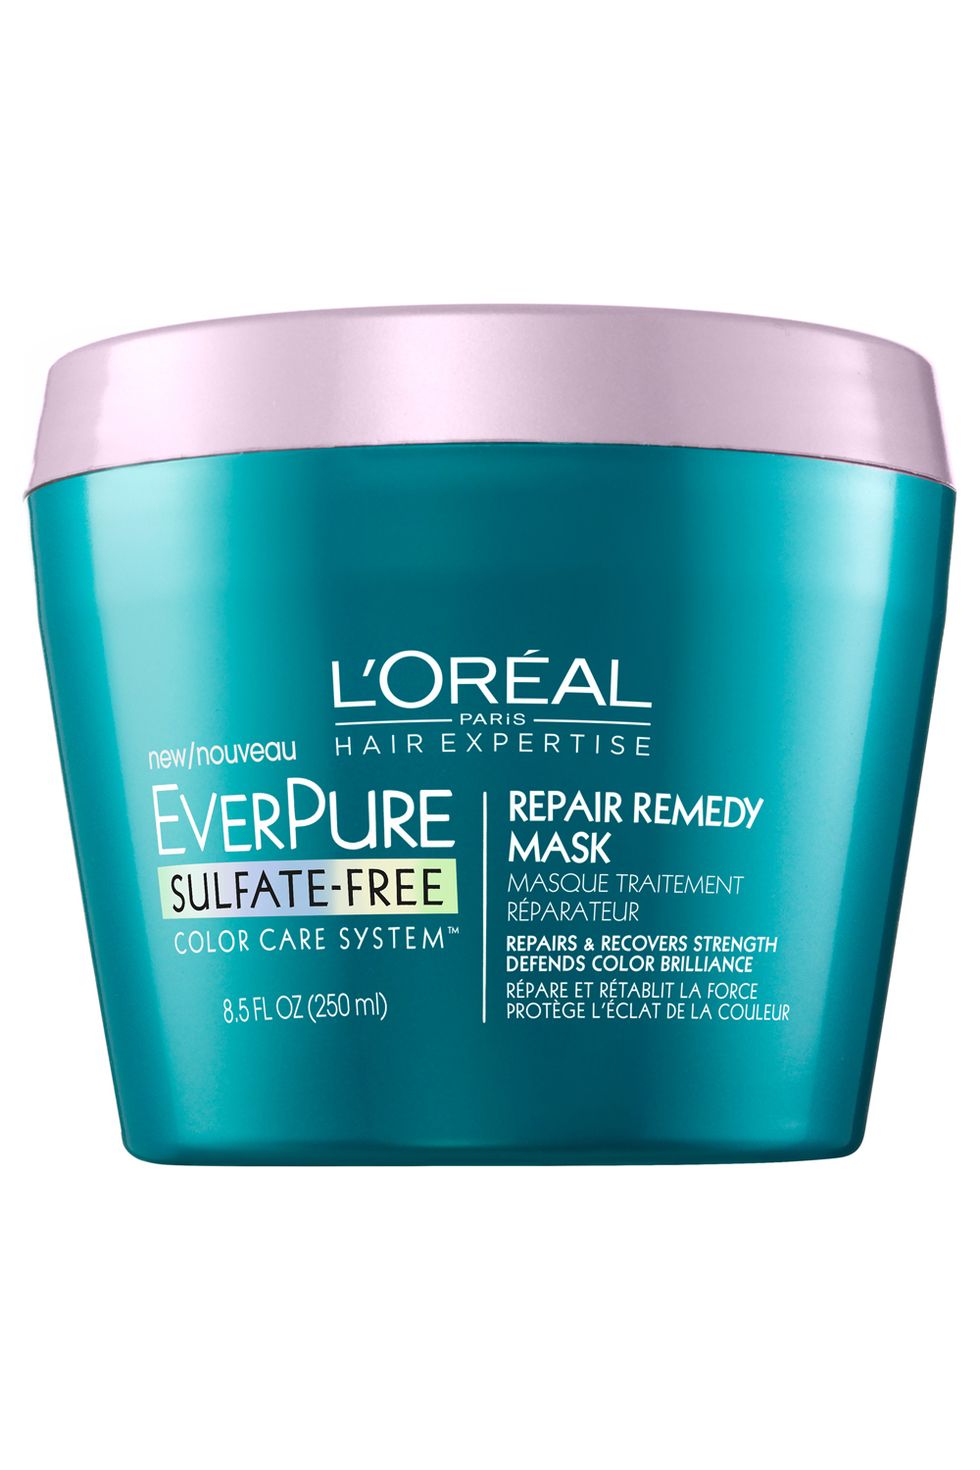 L'ORÉAL
PARiS
HAIR EXPERTISE
new/nouveau
EVERPURE
SULFATE-FREE
COLOR CARE SYSTEM™
8.5 FL OZ (250 ml)
REPAIR REMEDY
MASK
MASQUE TRAITEMENT
RÉPARATEUR
REPAIRS & RECOVERS STRENGTH
DEFENDS COLOR BRILLIANCE
RÉPARE ET RÉTABLIT LA FORCE
PROTÈGE L'ÉCLAT DE LA COULEUR